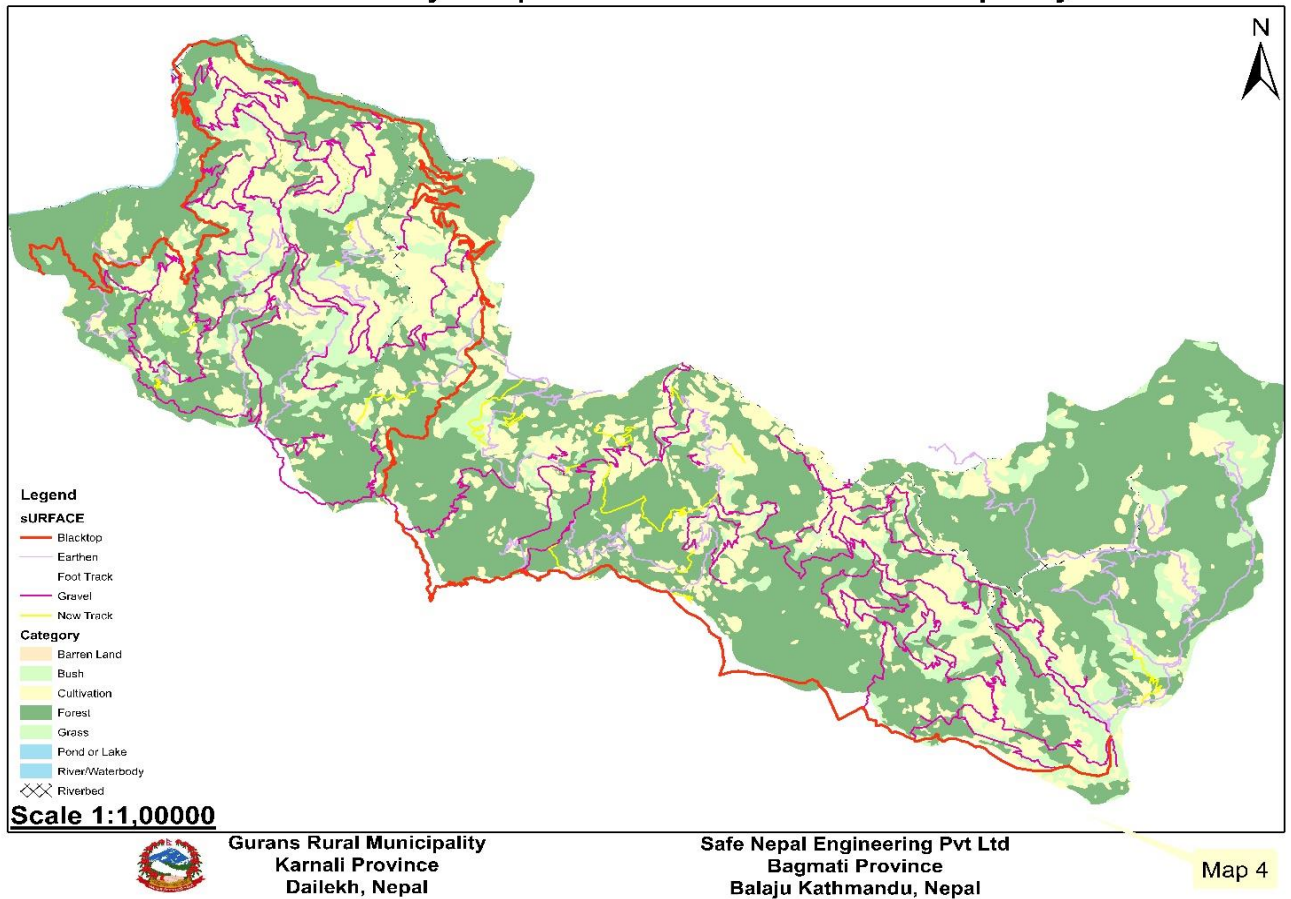 N
Legend
sURFACE
Blacktop
Earthen
Foot Track
Gravel
New Track
Category
Barren Land
Bush
Cultivation
Forest
Grass
Pond or Lake
River/Waterbody
Riverbed
Scale 1:1,00000
Gurans Rural Municipality
Karnali Province
Dailekh, Nepal
Safe Nepal Engineering Pvt Ltd
Bagmati Province
Balaju Kathmandu, Nepal
Map 4